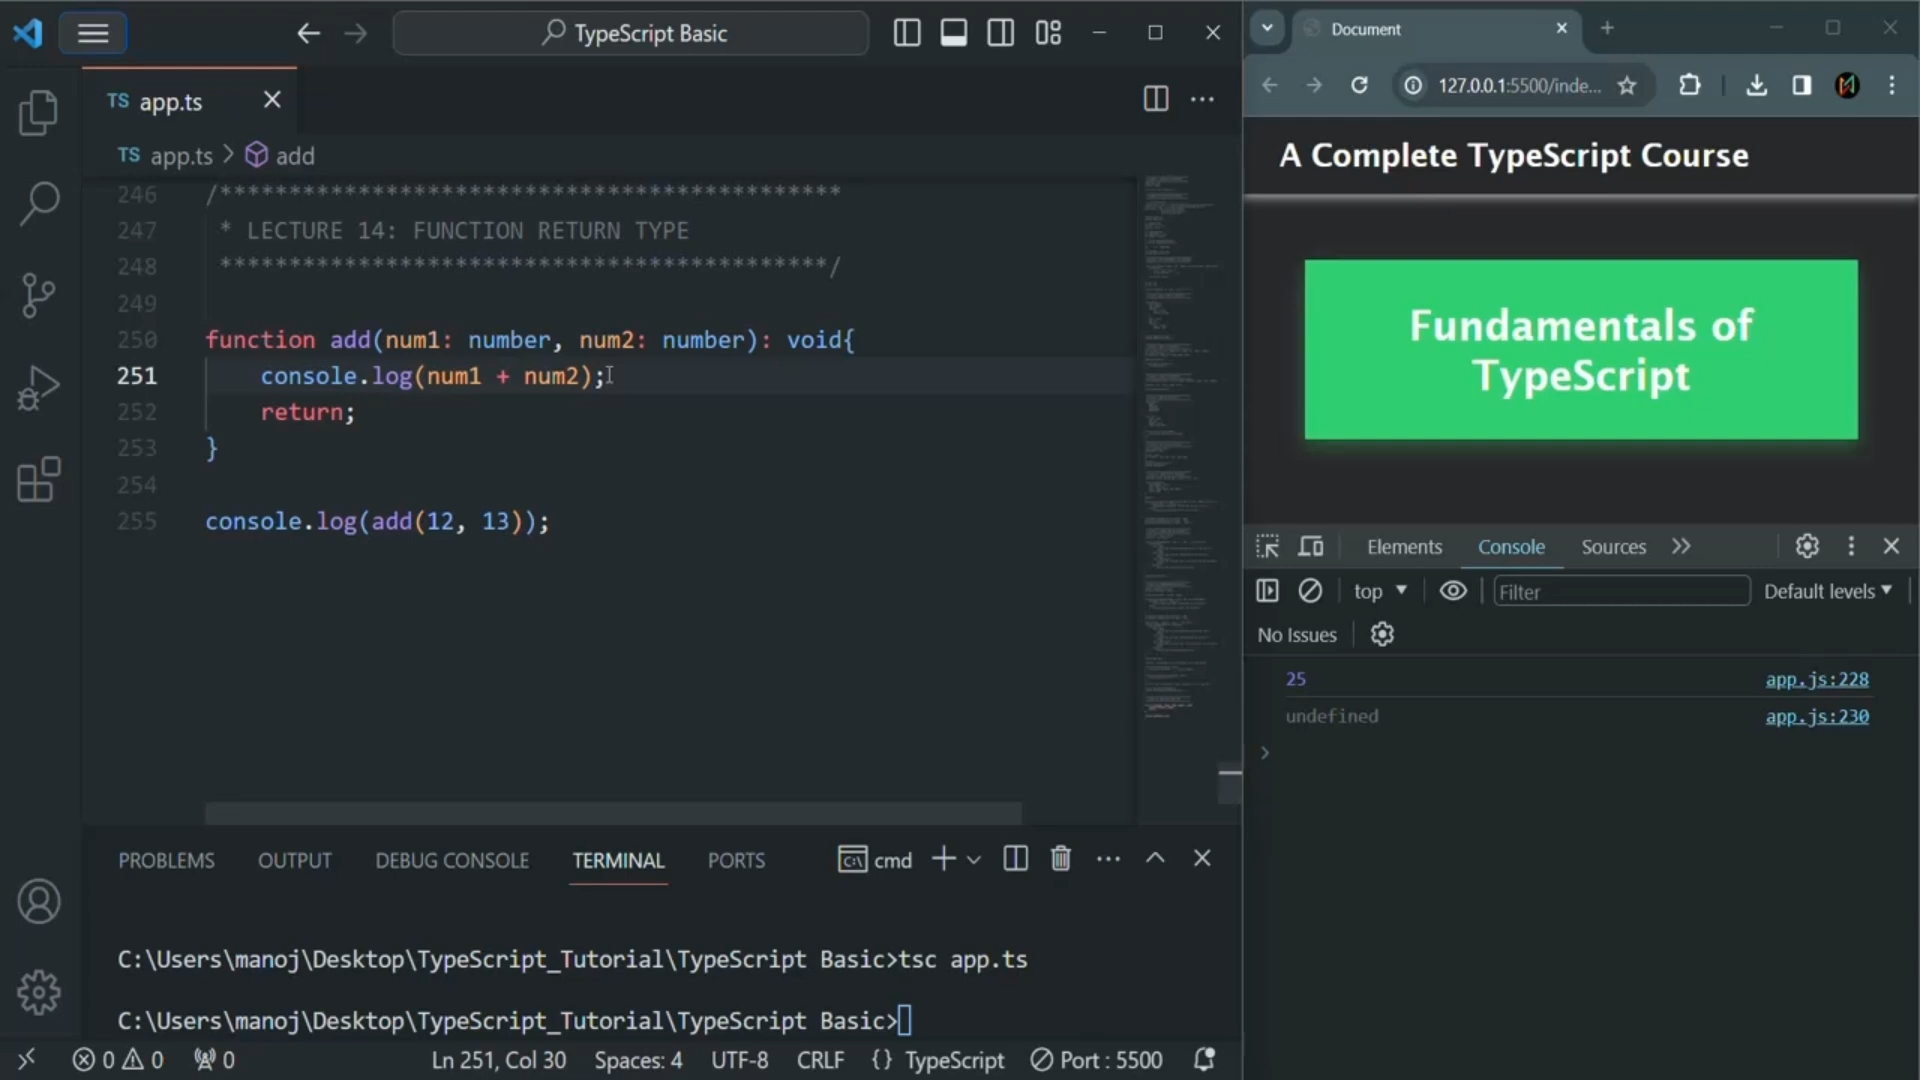 TypeScript Basic
TS app.ts
TS app.ts > add
246 /*********************************************
247 * LECTURE 14: FUNCTION RETURN TYPE
248 ********************************************/
249
250 function add(num1: number, num2: number): void{
251 console.log(num1 + num2);
252 return;
253 }
254
255 console.log(add(12, 13));
PROBLEMS OUTPUT DEBUG CONSOLE TERMINAL PORTS cmd
C:\Users\manoj\Desktop\TypeScript_Tutorial\TypeScript Basic>tsc app.ts
C:\Users\manoj\Desktop\TypeScript_Tutorial\TypeScript Basic>
0 0 0 Ln 251, Col 30 Spaces: 4 UTF-8 CRLF {} TypeScript Port : 5500
Document
127.0.0.1:5500/inde...
A Complete TypeScript Course
Fundamentals of
TypeScript
Elements Console Sources
top Filter Default levels
No Issues
25 app.js:228
undefined app.js:230